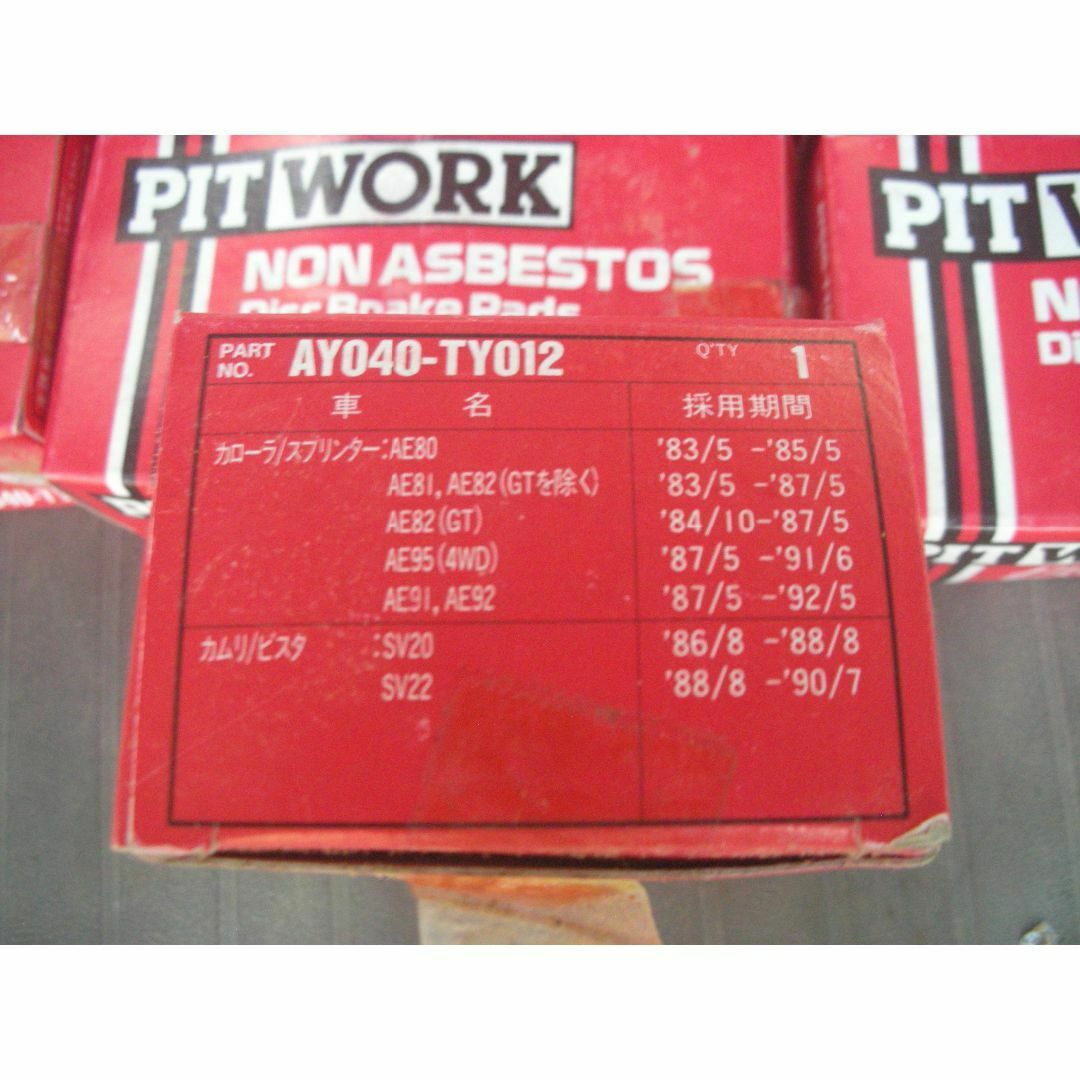 PIT WORK
NON ASBESTOS
Disc Brake Pads
PIT
PART NO. AY040-TY012 Q'TY 1
車名 採用期間
カローラ/スプリンター:AE80 '83/5 -'85/5
AE81, AE82(GTを除く) '83/5 -'87/5
AE82(GT) '84/10-'87/5
AE95(4WD) '87/5 -'91/6
AE91, AE92 '87/5 -'92/5
カムリ/ビスタ :SV20 '86/8 -'88/8
SV22 '88/8 -'90/7